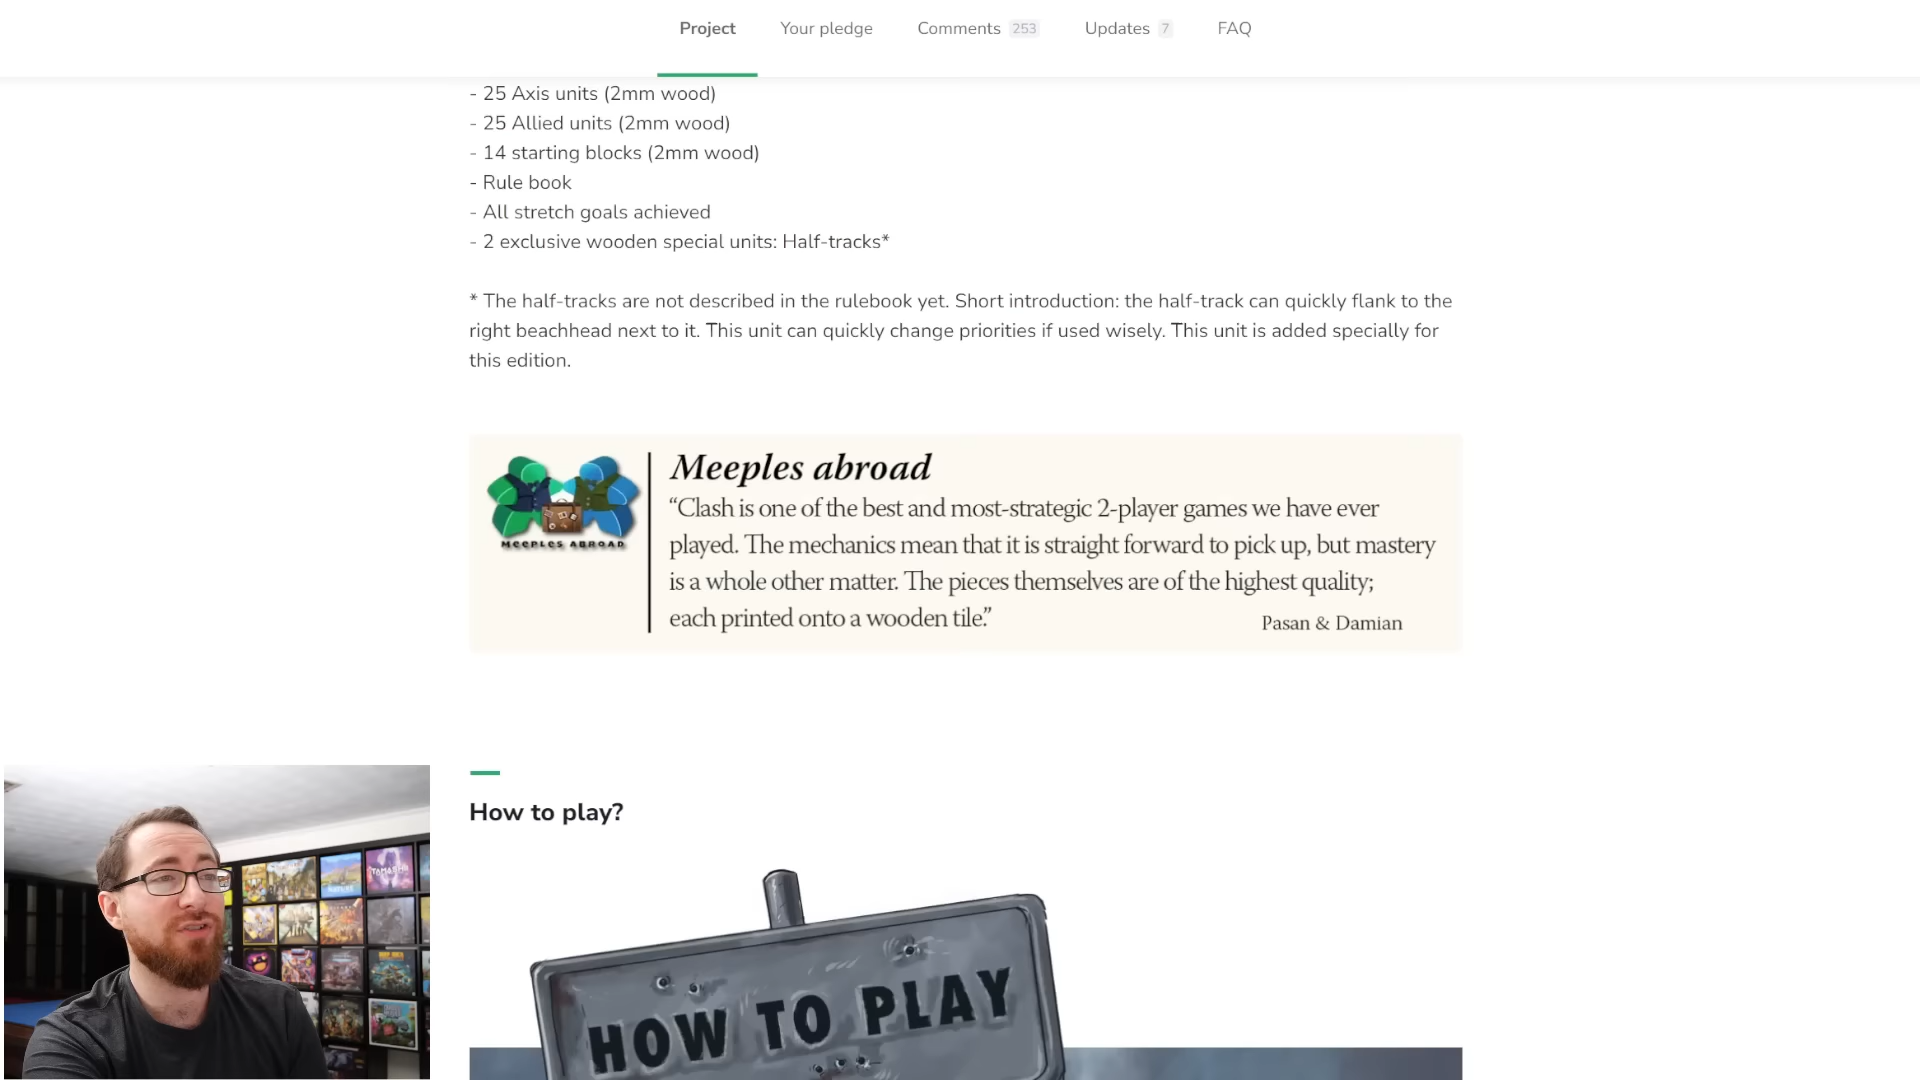 Project Your pledge Comments 253 Updates 7 FAQ
- 25 Axis units (2mm wood)
- 25 Allied units (2mm wood)
- 14 starting blocks (2mm wood)
- Rule book
- All stretch goals achieved
- 2 exclusive wooden special units: Half-tracks*
* The half-tracks are not described in the rulebook yet. Short introduction: the half-track can quickly flank to the
right beachhead next to it. This unit can quickly change priorities if used wisely. This unit is added specially for
this edition.
MEEPLES ABROAD
Meeples abroad
“Clash is one of the best and most-strategic 2-player games we have ever
played. The mechanics mean that it is straight forward to pick up, but mastery
is a whole other matter. The pieces themselves are of the highest quality;
each printed onto a wooden tile.”
Pasan & Damian
How to play?
HOW TO PLAY
TAMASHII